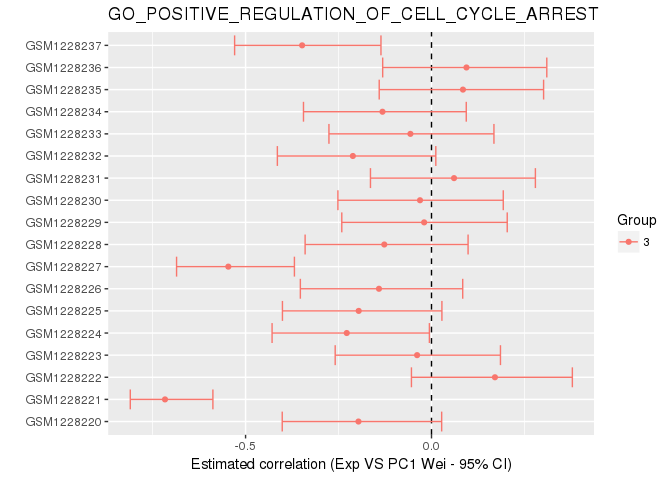 GO_POSITIVE_REGULATION_OF_CELL_CYCLE_ARREST
GSM1228237
GSM1228236
GSM1228235
GSM1228234
GSM1228233
GSM1228232
GSM1228231
GSM1228230
GSM1228229
GSM1228228
GSM1228227
GSM1228226
GSM1228225
GSM1228224
GSM1228223
GSM1228222
GSM1228221
GSM1228220
-0.5 0.0
Estimated correlation (Exp VS PC1 Wei - 95% CI)
Group
3